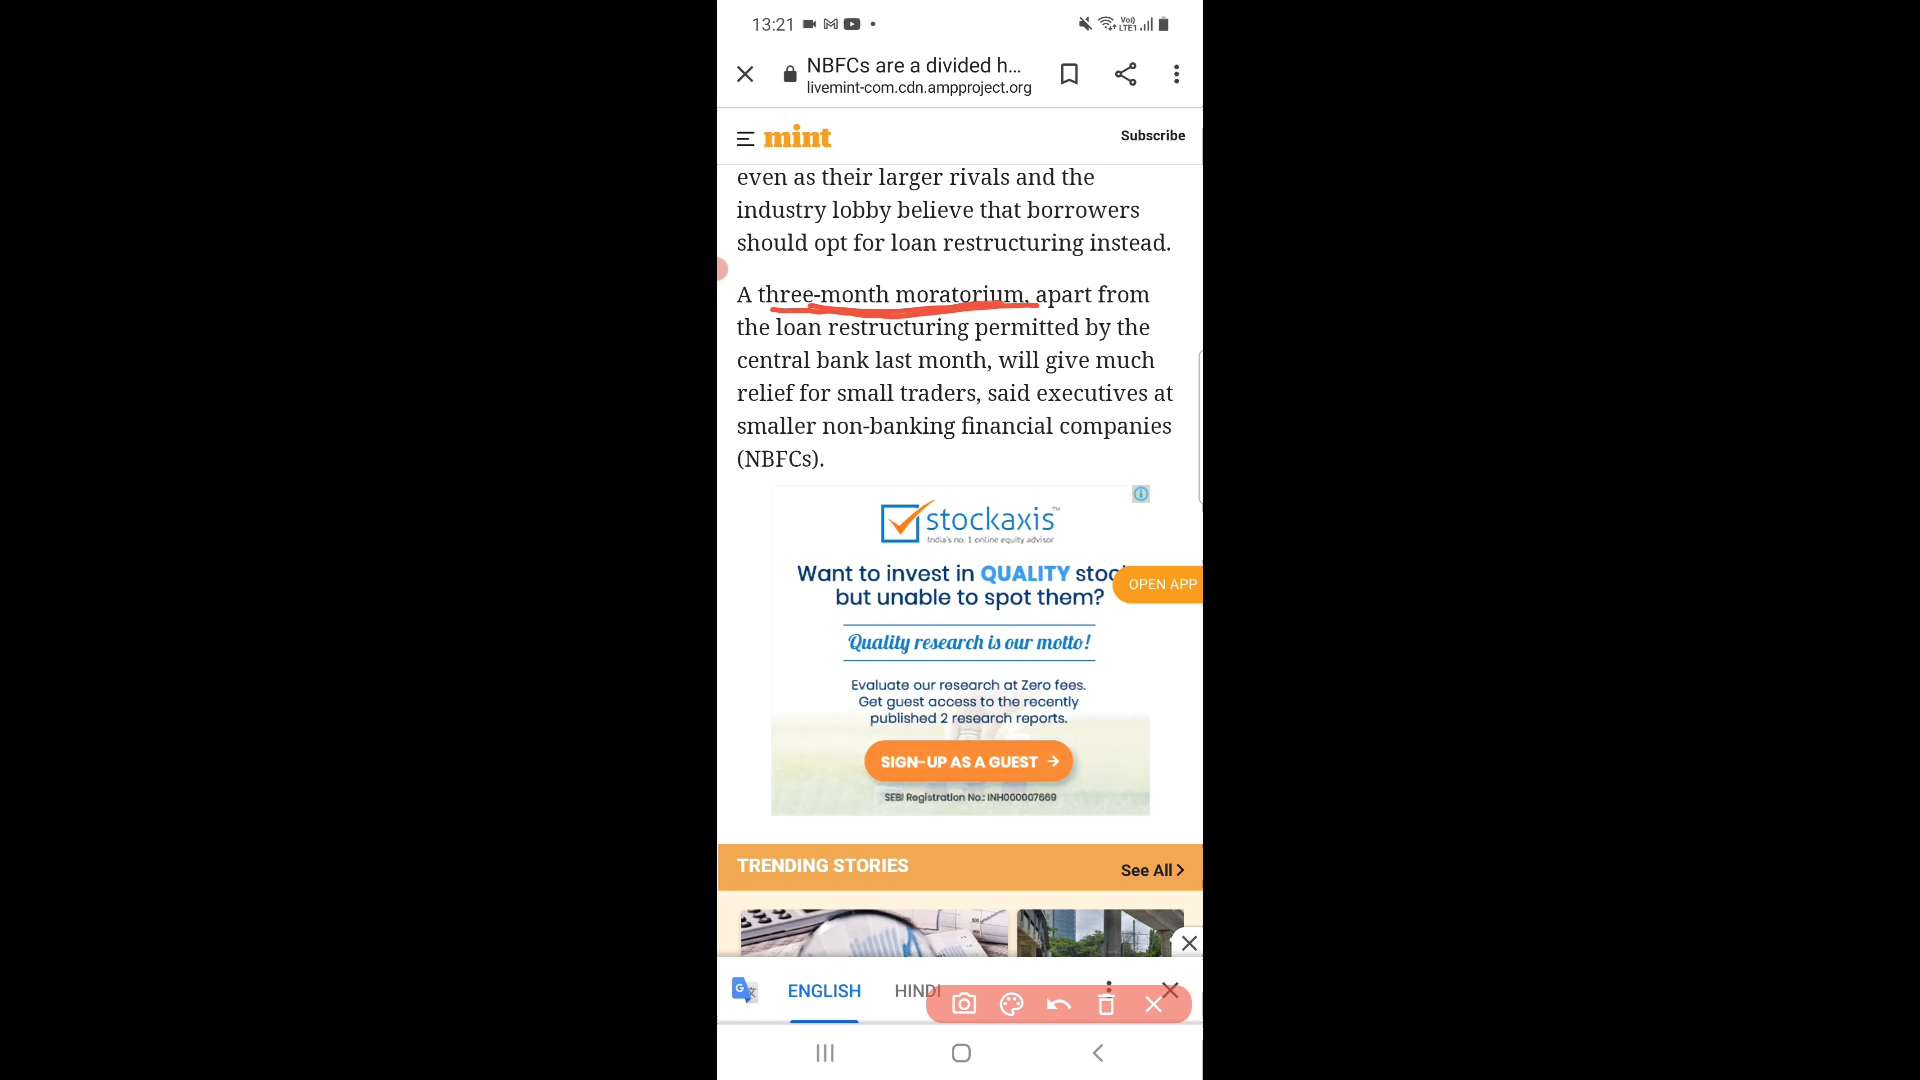 13:21
Vo)) LTE1
NBFCs are a divided h...
livemint-com.cdn.ampproject.org
mint
Subscribe
even as their larger rivals and the
industry lobby believe that borrowers
should opt for loan restructuring instead.
A three-month moratorium, apart from
the loan restructuring permitted by the
central bank last month, will give much
relief for small traders, said executives at
smaller non-banking financial companies
(NBFCs).
stockaxis™
India's no. 1 online equity advisor
Want to invest in QUALITY stoc
but unable to spot them?
OPEN APP
Quality research is our motto!
Evaluate our research at Zero fees.
Get guest access to the recently
published 2 research reports.
SIGN-UP AS A GUEST →
SEBI Registration No.: INH000007669
TRENDING STORIES
See All >
ENGLISH
HINDI